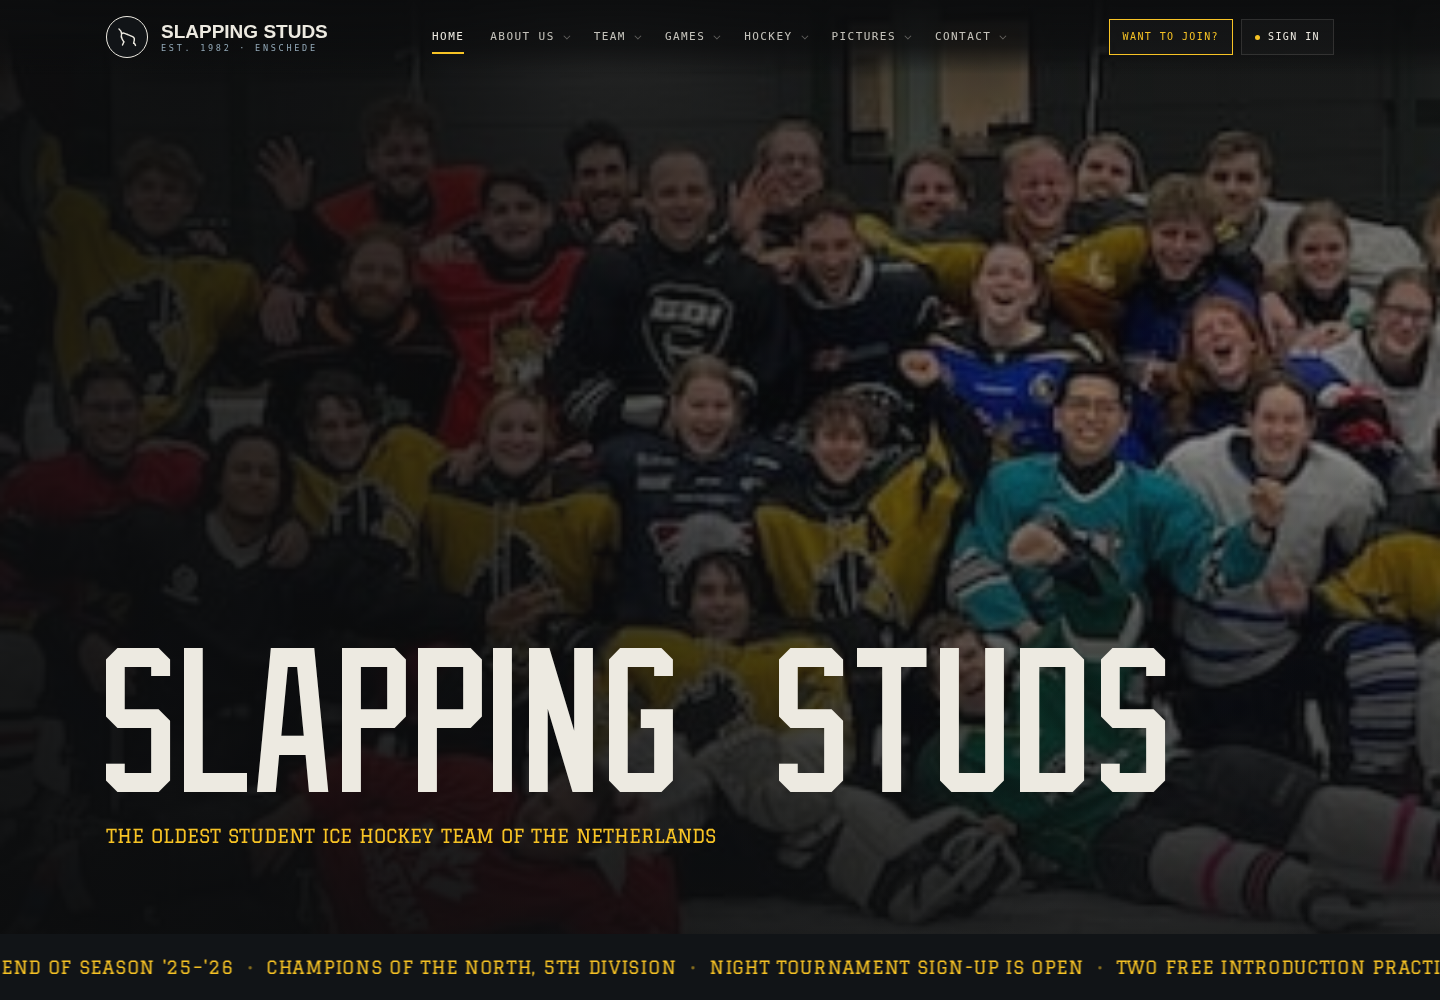 SLAPPING STUDS
EST. 1982 · ENSCHEDE
HOME ABOUT US TEAM GAMES HOCKEY PICTURES CONTACT
WANT TO JOIN? SIGN IN
SLAPPING STUDS
THE OLDEST STUDENT ICE HOCKEY TEAM OF THE NETHERLANDS
END OF SEASON '25-'26 · CHAMPIONS OF THE NORTH, 5TH DIVISION · NIGHT TOURNAMENT SIGN-UP IS OPEN · TWO FREE INTRODUCTION PRACTI